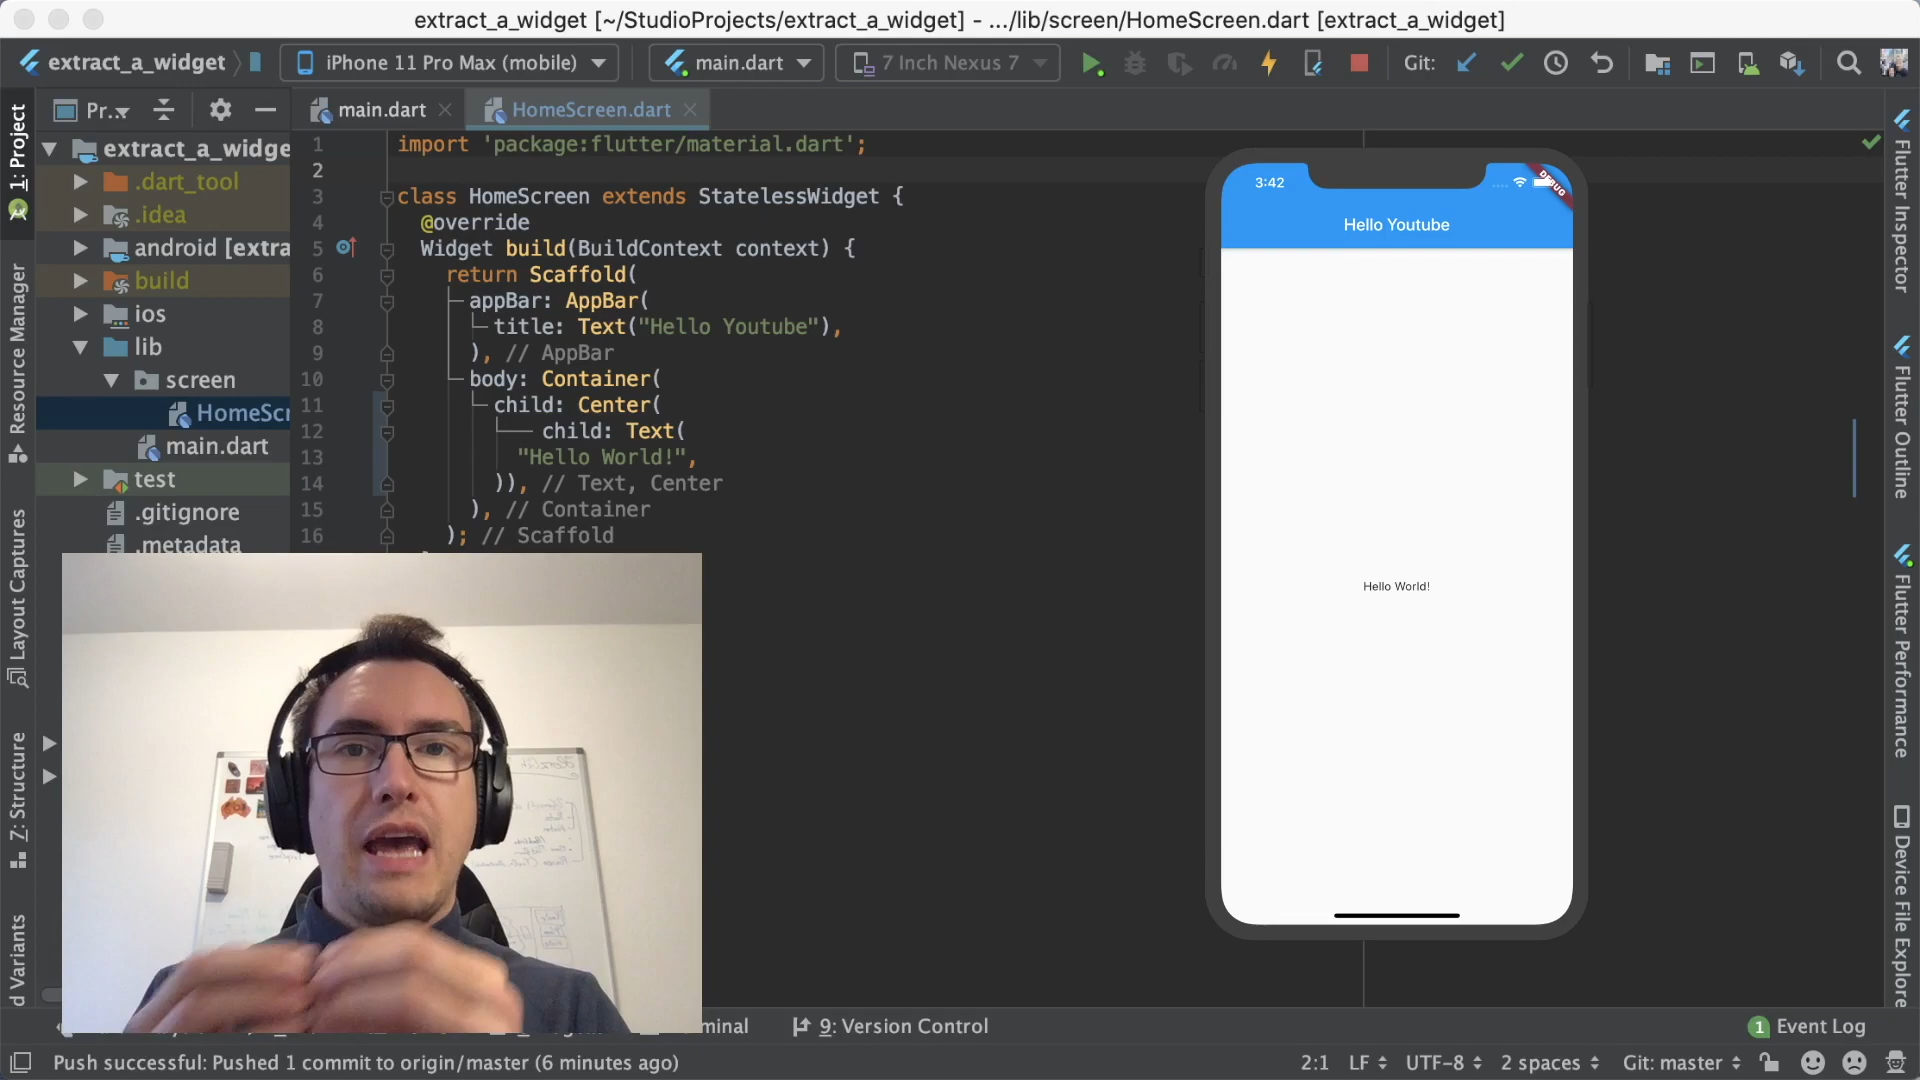 extract_a_widget [~/StudioProjects/extract_a_widget] - .../lib/screen/HomeScreen.dart [extract_a_widget]
extract_a_widget
iPhone 11 Pro Max (mobile)
main.dart
7 Inch Nexus 7
Git:
Pr...
main.dart
HomeScreen.dart
1: Project
Resource Manager
Layout Captures
Z: Structure
d Variants
extract_a_widge
.dart_tool
.idea
android [extra
build
ios
lib
screen
HomeScr
main.dart
test
.gitignore
.metadata
1 import 'package:flutter/material.dart';
2
3 class HomeScreen extends StatelessWidget {
4 @override
5 Widget build(BuildContext context) {
6 return Scaffold(
7 appBar: AppBar(
8 title: Text("Hello Youtube"),
9 ), // AppBar
10 body: Container(
11 child: Center(
12 child: Text(
13 "Hello World!",
14 )), // Text, Center
15 ), // Container
16 ); // Scaffold
3:42
DEBUG
Hello Youtube
Hello World!
Flutter Inspector
Flutter Outline
Flutter Performance
Device File Explore
minal
9: Version Control
1 Event Log
Push successful: Pushed 1 commit to origin/master (6 minutes ago)
2:1 LF UTF-8 2 spaces Git: master